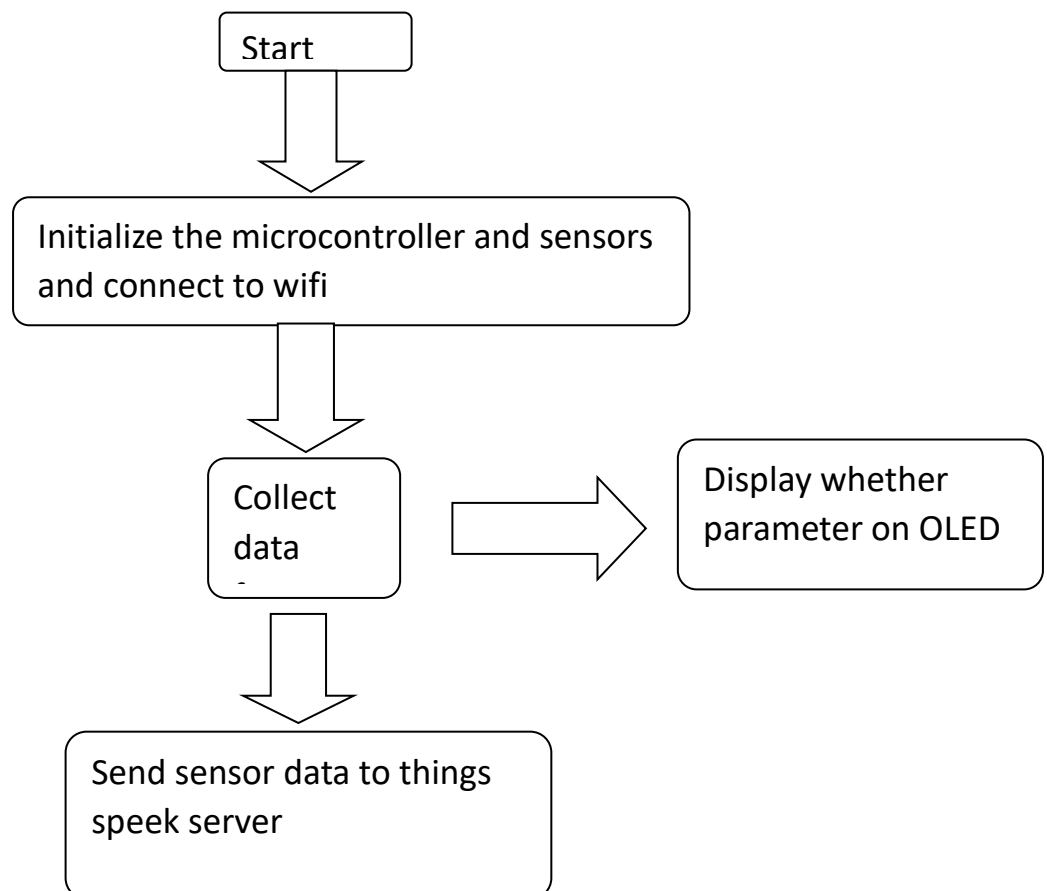 Start
Initialize the microcontroller and sensors
and connect to wifi
Collect
data
Display whether
parameter on OLED
Send sensor data to things
speek server